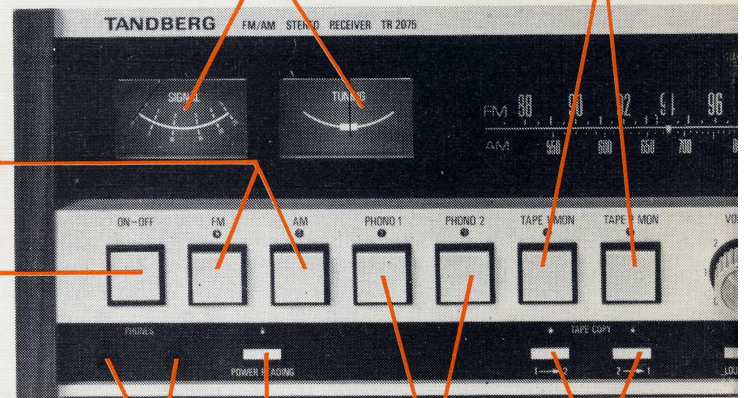 TANDBERG FM/AM STEREO RECEIVER TR 2075
SIGNAL TUNING
FM 88 90 92 94 96
AM 550 600 650 700
ON-OFF FM AM PHONO 1 PHONO 2 TAPE 1 MON TAPE 2 MON
2
PHONES TAPE COPY
POWER READING 1 → 2 2 → 1